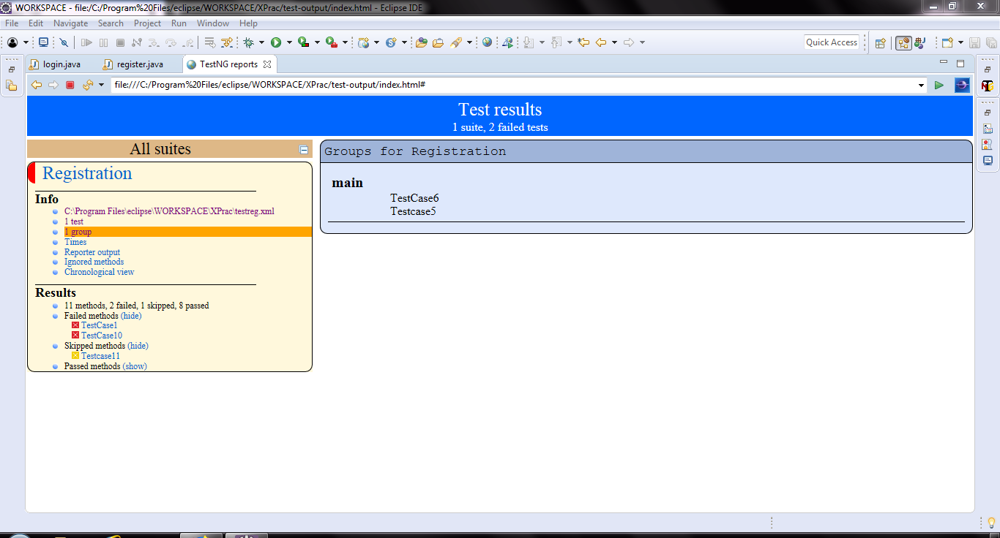 WORKSPACE - file:/C:/Program%20Files/eclipse/WORKSPACE/XPrac/test-output/index.html - Eclipse IDE
File Edit Navigate Search Project Run Window Help
Quick Access
login.java register.java TestNG reports
file:///C:/Program%20Files/eclipse/WORKSPACE/XPrac/test-output/index.html#
Test results
1 suite, 2 failed tests
All suites
Registration
Info
C:\Program Files\eclipse\WORKSPACE\XPrac\testreg.xml
1 test
1 group
Times
Reporter output
Ignored methods
Chronological view
Results
11 methods, 2 failed, 1 skipped, 8 passed
Failed methods (hide)
TestCase1
TestCase10
Skipped methods (hide)
Testcase11
Passed methods (show)
Groups for Registration
main
TestCase6
Testcase5